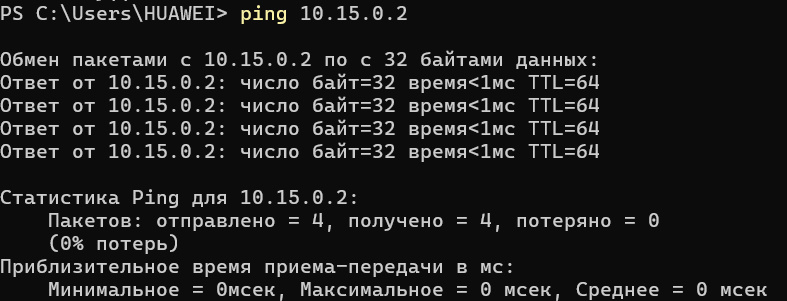 PS C:\Users\HUAWEI> ping 10.15.0.2
Обмен пакетами с 10.15.0.2 по с 32 байтами данных:
Ответ от 10.15.0.2: число байт=32 время<1мс TTL=64
Ответ от 10.15.0.2: число байт=32 время<1мс TTL=64
Ответ от 10.15.0.2: число байт=32 время<1мс TTL=64
Ответ от 10.15.0.2: число байт=32 время<1мс TTL=64
Статистика Ping для 10.15.0.2:
Пакетов: отправлено = 4, получено = 4, потеряно = 0
(0% потерь)
Приблизительное время приема-передачи в мс:
Минимальное = 0мсек, Максимальное = 0 мсек, Среднее = 0 мсек